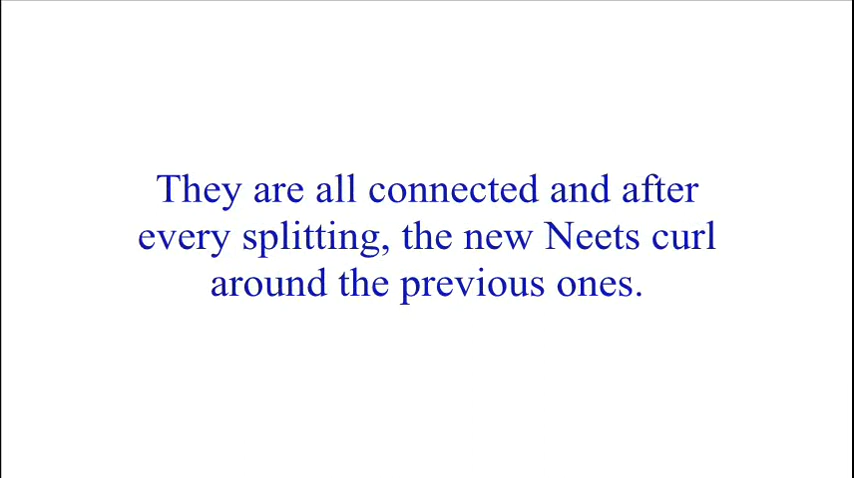 They are all connected and after
every splitting, the new Neets curl
around the previous ones.